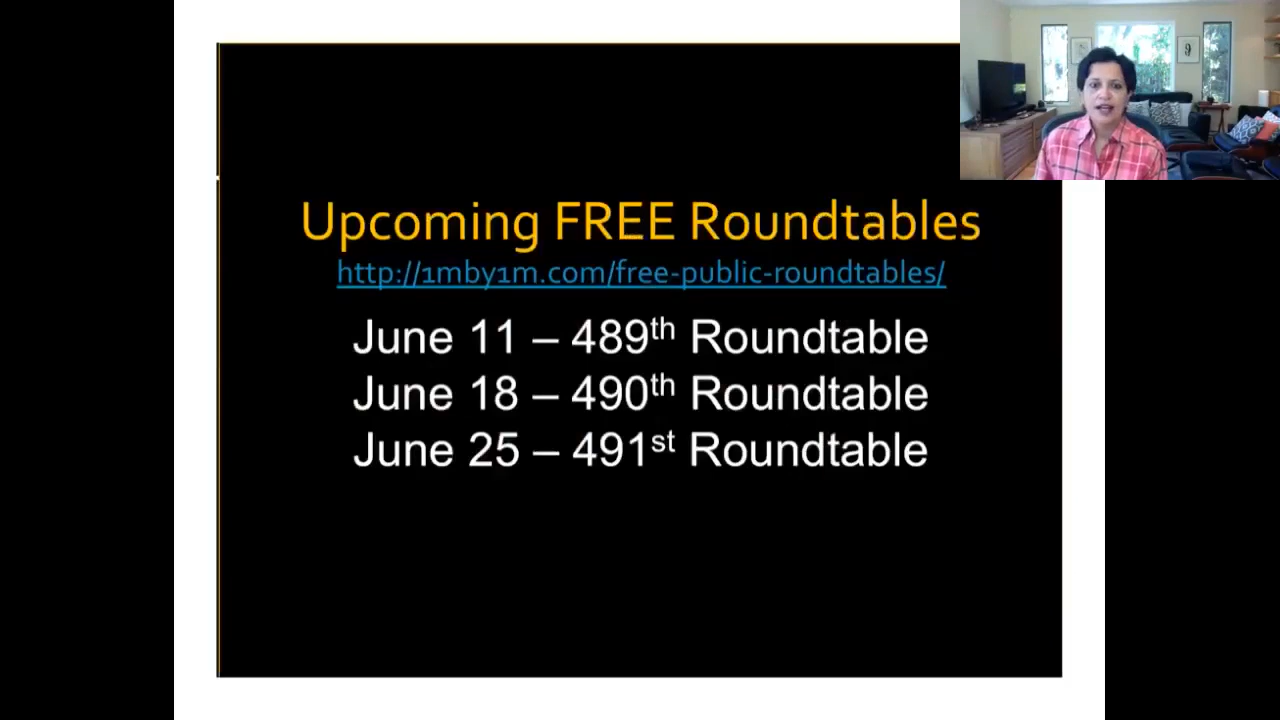 Upcoming FREE Roundtables
http://1mby1m.com/free-public-roundtables/
June 11 – 489th Roundtable
June 18 – 490th Roundtable
June 25 – 491st Roundtable